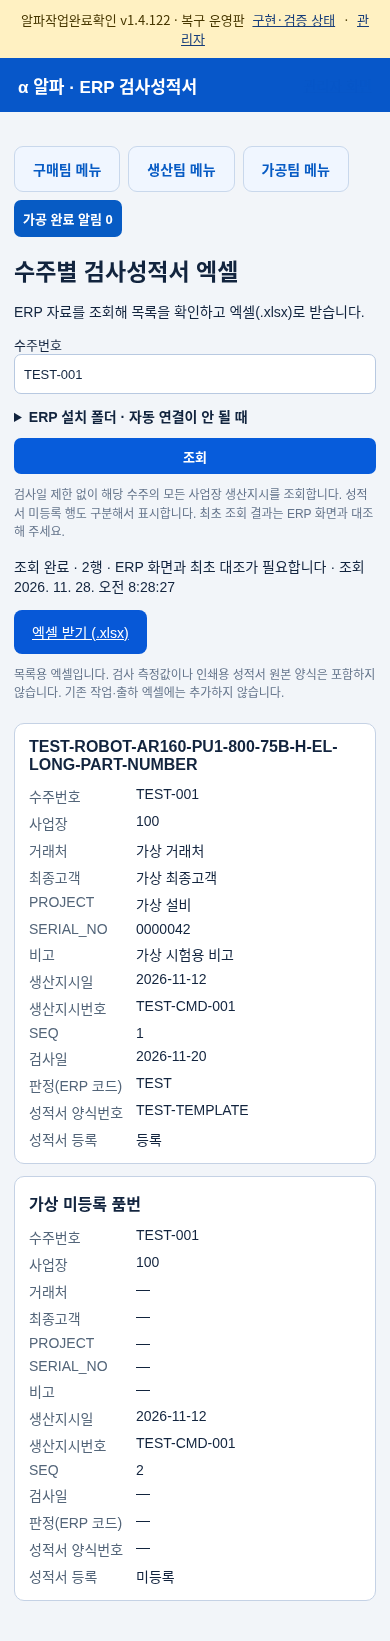 알파작업완료확인 v1.4.122 · 복구 운영판 구현·검증 상태 · 관
리자
α 알파 · ERP 검사성적서
구매팀 메뉴 생산팀 메뉴 가공팀 메뉴
가공 완료 알림 0
수주별 검사성적서 엑셀
ERP 자료를 조회해 목록을 확인하고 엑셀(.xlsx)로 받습니다.
수주번호
TEST-001
▶ ERP 설치 폴더 · 자동 연결이 안 될 때
조회
검사일 제한 없이 해당 수주의 모든 사업장 생산지시를 조회합니다. 성적
서 미등록 행도 구분해서 표시합니다. 최초 조회 결과는 ERP 화면과 대조
해 주세요.
조회 완료 · 2행 · ERP 화면과 최초 대조가 필요합니다 · 조회
2026. 11. 28. 오전 8:28:27
엑셀 받기 (.xlsx)
목록용 엑셀입니다. 검사 측정값이나 인쇄용 성적서 원본 양식은 포함하지
않습니다. 기존 작업·출하 엑셀에는 추가하지 않습니다.
TEST-ROBOT-AR160-PU1-800-75B-H-EL-
LONG-PART-NUMBER
수주번호 TEST-001
사업장 100
거래처 가상 거래처
최종고객 가상 최종고객
PROJECT 가상 설비
SERIAL_NO 0000042
비고 가상 시험용 비고
생산지시일 2026-11-12
생산지시번호 TEST-CMD-001
SEQ 1
검사일 2026-11-20
판정(ERP 코드) TEST
성적서 양식번호 TEST-TEMPLATE
성적서 등록 등록
가상 미등록 품번
수주번호 TEST-001
사업장 100
거래처 —
최종고객 —
PROJECT —
SERIAL_NO —
비고 —
생산지시일 2026-11-12
생산지시번호 TEST-CMD-001
SEQ 2
검사일 —
판정(ERP 코드) —
성적서 양식번호 —
성적서 등록 미등록